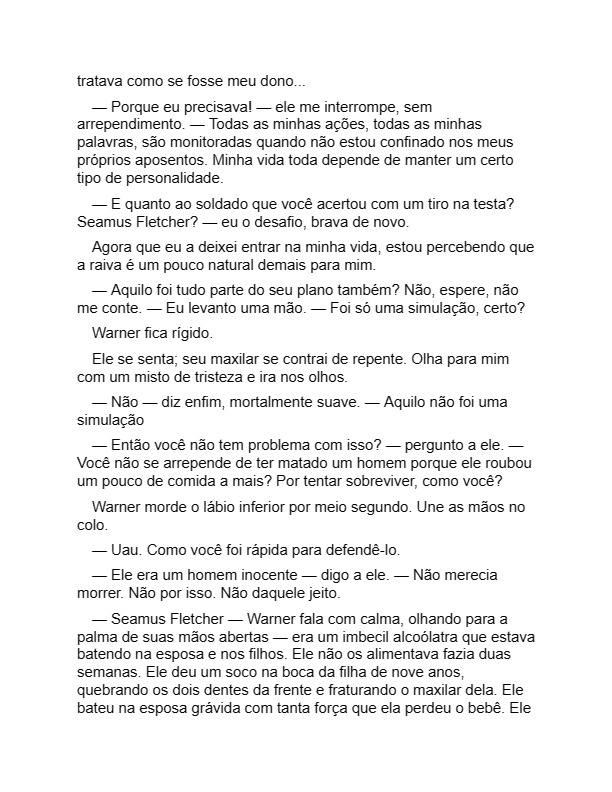 tratava como se fosse meu dono...
— Porque eu precisava! — ele me interrompe, sem
arrependimento. — Todas as minhas ações, todas as minhas
palavras, são monitoradas quando não estou confinado nos meus
próprios aposentos. Minha vida toda depende de manter um certo
tipo de personalidade.
— E quanto ao soldado que você acertou com um tiro na testa?
Seamus Fletcher? — eu o desafio, brava de novo.
Agora que eu a deixei entrar na minha vida, estou percebendo que
a raiva é um pouco natural demais para mim.
— Aquilo foi tudo parte do seu plano também? Não, espere, não
me conte. — Eu levanto uma mão. — Foi só uma simulação, certo?
Warner fica rígido.
Ele se senta; seu maxilar se contrai de repente. Olha para mim
com um misto de tristeza e ira nos olhos.
— Não — diz enfim, mortalmente suave. — Aquilo não foi uma
simulação
— Então você não tem problema com isso? — pergunto a ele. —
Você não se arrepende de ter matado um homem porque ele roubou
um pouco de comida a mais? Por tentar sobreviver, como você?
Warner morde o lábio inferior por meio segundo. Une as mãos no
colo.
— Uau. Como você foi rápida para defendê-lo.
— Ele era um homem inocente — digo a ele. — Não merecia
morrer. Não por isso. Não daquele jeito.
— Seamus Fletcher — Warner fala com calma, olhando para a
palma de suas mãos abertas — era um imbecil alcoólatra que estava
batendo na esposa e nos filhos. Ele não os alimentava fazia duas
semanas. Ele deu um soco na boca da filha de nove anos,
quebrando os dois dentes da frente e fraturando o maxilar dela. Ele
bateu na esposa grávida com tanta força que ela perdeu o bebê. Ele